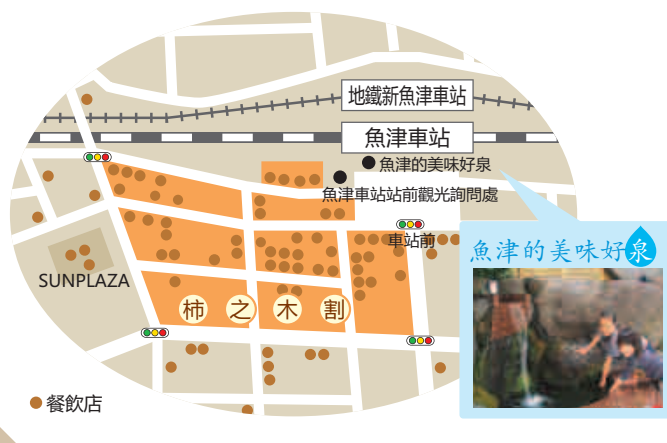 地鐵新魚津車站
魚津車站
魚津的美味好泉
魚津車站站前觀光詢問處
車站前
魚津的美味好泉
SUNPLAZA
柿之木割
餐飲店